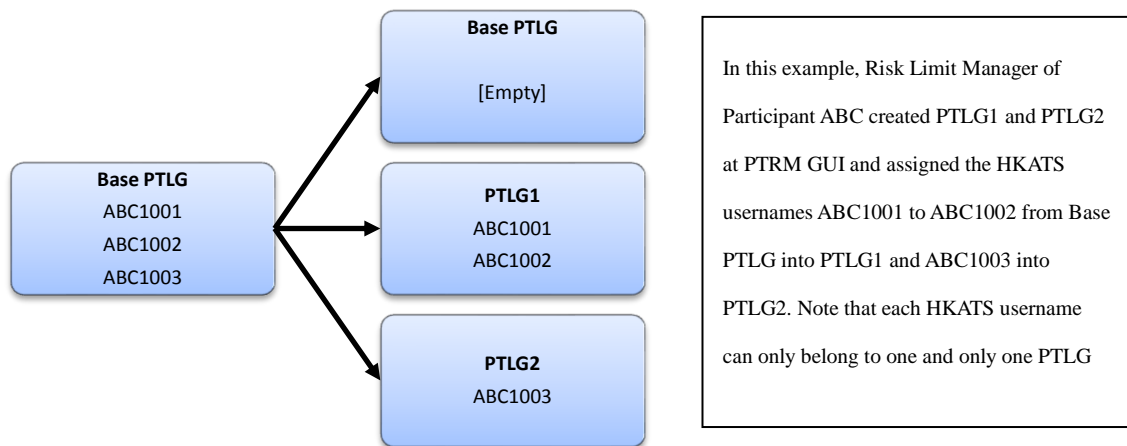 Base PTLG
ABC1001
ABC1002
ABC1003
Base PTLG
[Empty]
PTLG1
ABC1001
ABC1002
PTLG2
ABC1003
In this example, Risk Limit Manager of
Participant ABC created PTLG1 and PTLG2
at PTRM GUI and assigned the HKATS
usernames ABC1001 to ABC1002 from Base
PTLG into PTLG1 and ABC1003 into
PTLG2. Note that each HKATS username
can only belong to one and only one PTLG